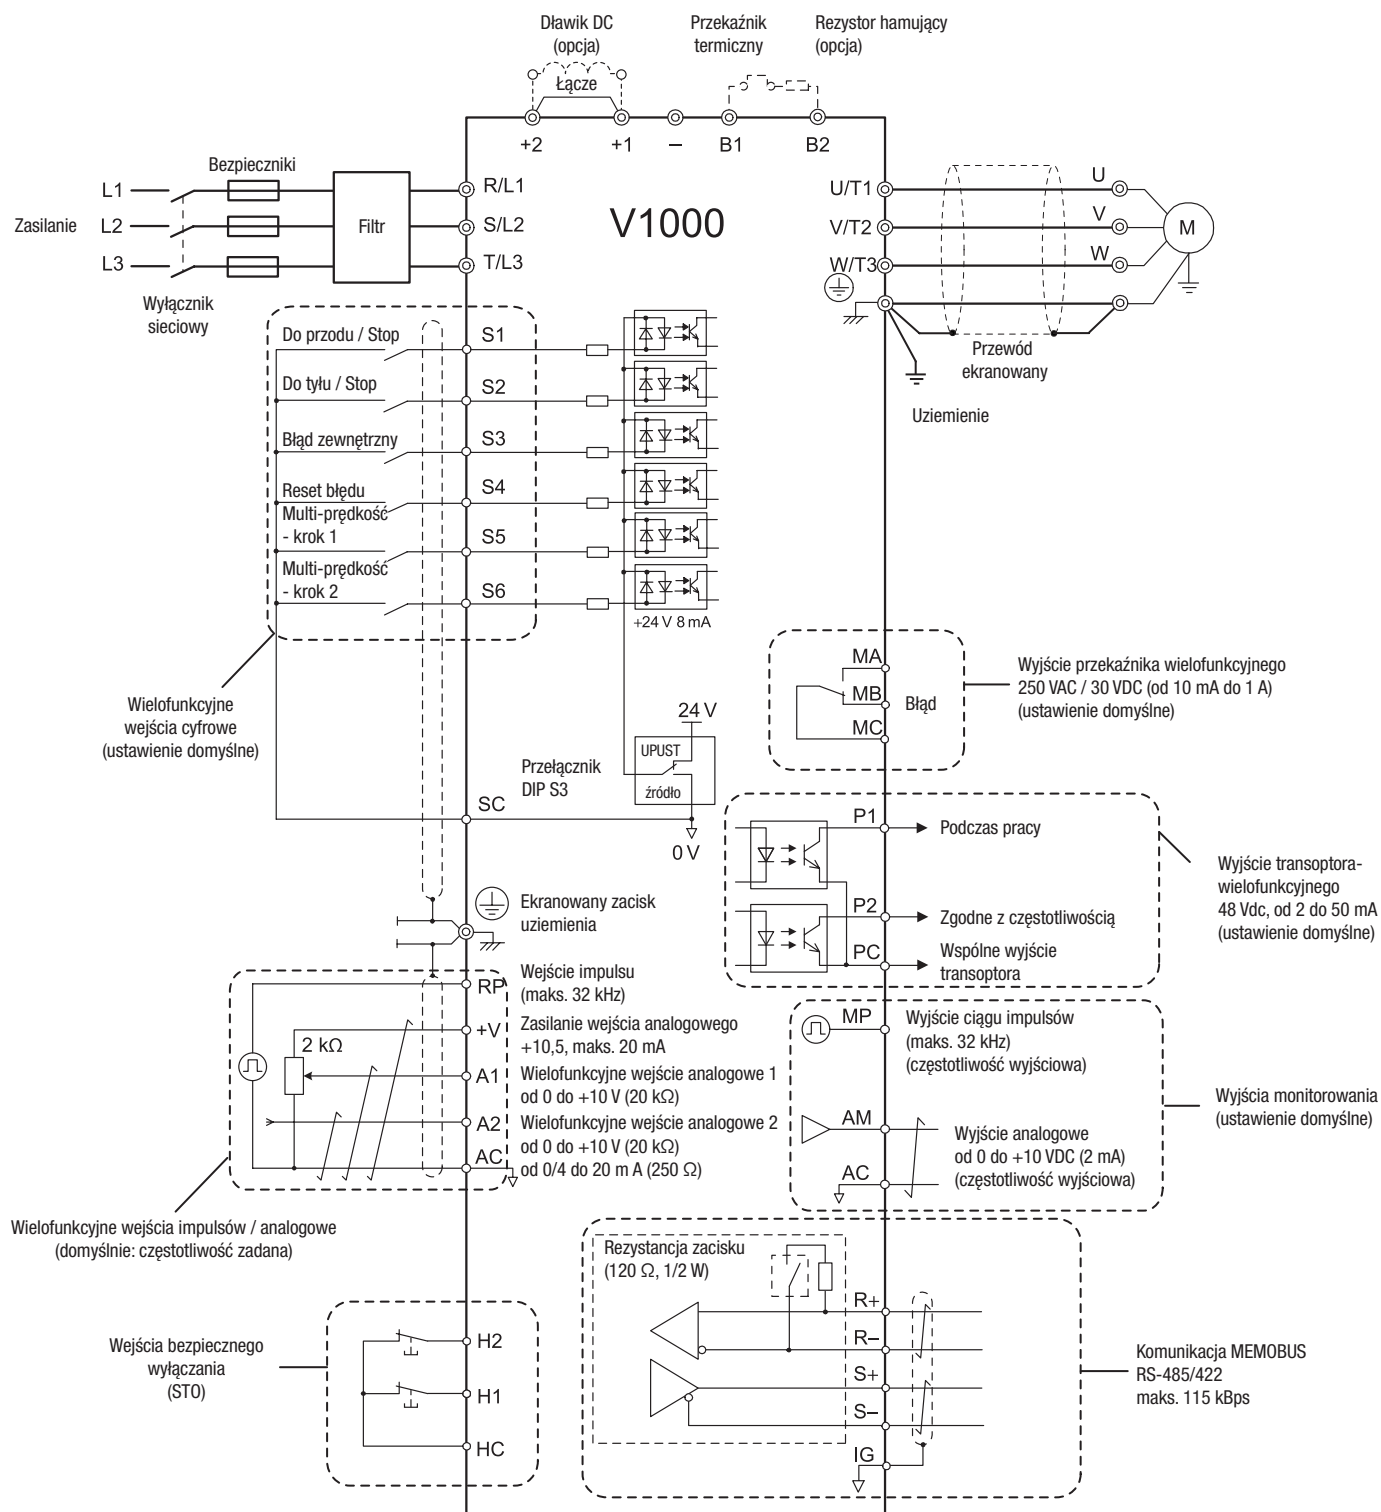 Dławik DC
(opcja)
Przekaźnik
termiczny
Rezystor hamujący
(opcja)
Łącze
+2
+1
–
B1
B2
Bezpieczniki
L1
R/L1
U/T1
U
Zasilanie
L2
Filtr
S/L2
V1000
V/T2
V
M
L3
T/L3
W/T3
W
Wyłącznik
sieciowy
Przewód
ekranowany
Uziemienie
Do przodu / Stop
S1
Do tyłu / Stop
S2
Błąd zewnętrzny
S3
Reset błędu
S4
Multi-prędkość
- krok 1
S5
Multi-prędkość
- krok 2
S6
+24 V 8 mA
Wielofunkcyjne
wejścia cyfrowe
(ustawienie domyślne)
MA
MB
MC
Błąd
Wyjście przekaźnika wielofunkcyjnego
250 VAC / 30 VDC (od 10 mA do 1 A)
(ustawienie domyślne)
24 V
Przełącznik
DIP S3
UPUST
źródło
SC
0 V
P1
Podczas pracy
P2
Zgodne z częstotliwością
PC
Wspólne wyjście
transoptora
Wyjście transoptora-
wielofunkcyjnego
48 Vdc, od 2 do 50 mA
(ustawienie domyślne)
Ekranowany zacisk
uziemienia
RP
Wejście impulsu
(maks. 32 kHz)
+V
Zasilanie wejścia analogowego
+10,5, maks. 20 mA
2 kΩ
A1
Wielofunkcyjne wejście analogowe 1
od 0 do +10 V (20 kΩ)
A2
Wielofunkcyjne wejście analogowe 2
od 0 do +10 V (20 kΩ)
od 0/4 do 20 m A (250 Ω)
AC
Wielofunkcyjne wejścia impulsów / analogowe
(domyślnie: częstotliwość zadana)
MP
Wyjście ciągu impulsów
(maks. 32 kHz)
(częstotliwość wyjściowa)
AM
Wyjście analogowe
od 0 do +10 VDC (2 mA)
(częstotliwość wyjściowa)
AC
Wyjścia monitorowania
(ustawienie domyślne)
Wejścia bezpiecznego
wyłączania
(STO)
H2
H1
HC
Rezystancja zacisku
(120 Ω, 1/2 W)
R+
R–
S+
S–
IG
Komunikacja MEMOBUS
RS-485/422
maks. 115 kBps